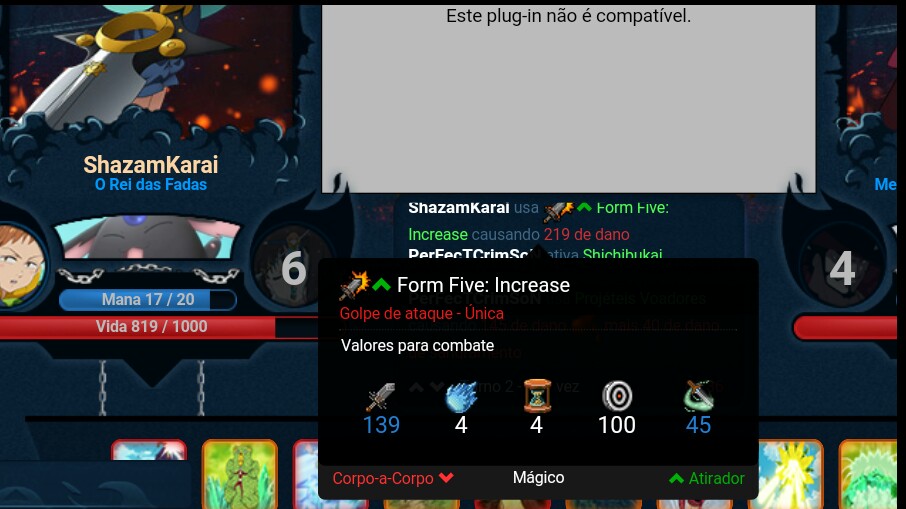 Este plug-in não é compatível.
ShazamKarai
O Rei das Fadas
Me
ShazamKarai usa Form Five:
Increase causando 219 de dano
ativa Shichibukai
6
4
Mana 17 / 20
Vida 819 / 1000
Form Five: Increase
Golpe de ataque - Única
Valores para combate
139 4 4 100 45
Corpo-a-Corpo Mágico Atirador